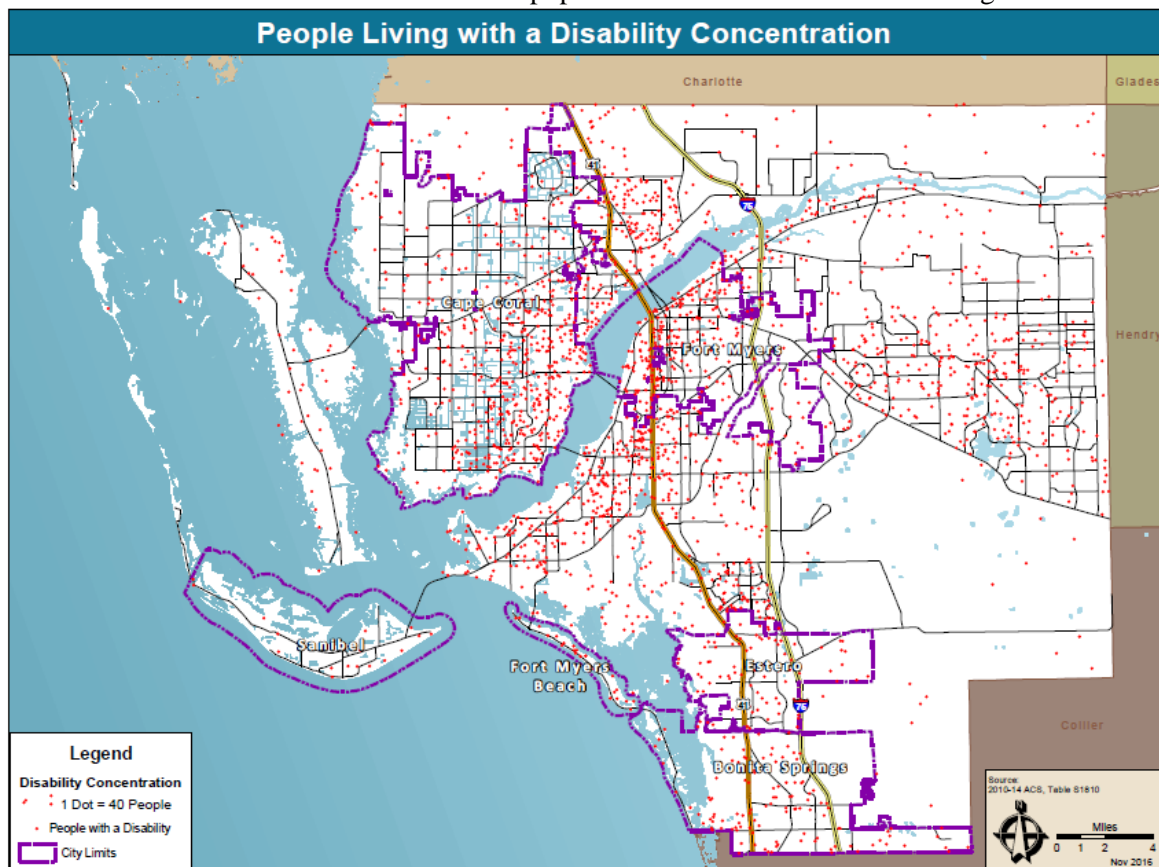 People Living with a Disability Concentration
Charlotte
Glades
41
75
Hendry
Cape Coral
Fort Myers
Sanibel
Fort Myers
Beach
Estero
41
75
Collier
Bonita Springs
Legend
Disability Concentration
1 Dot = 40 People
People with a Disability
City Limits
Source:
2010-14 ACS, Table S1810
N
Miles
0 1 2 4
Nov 2016